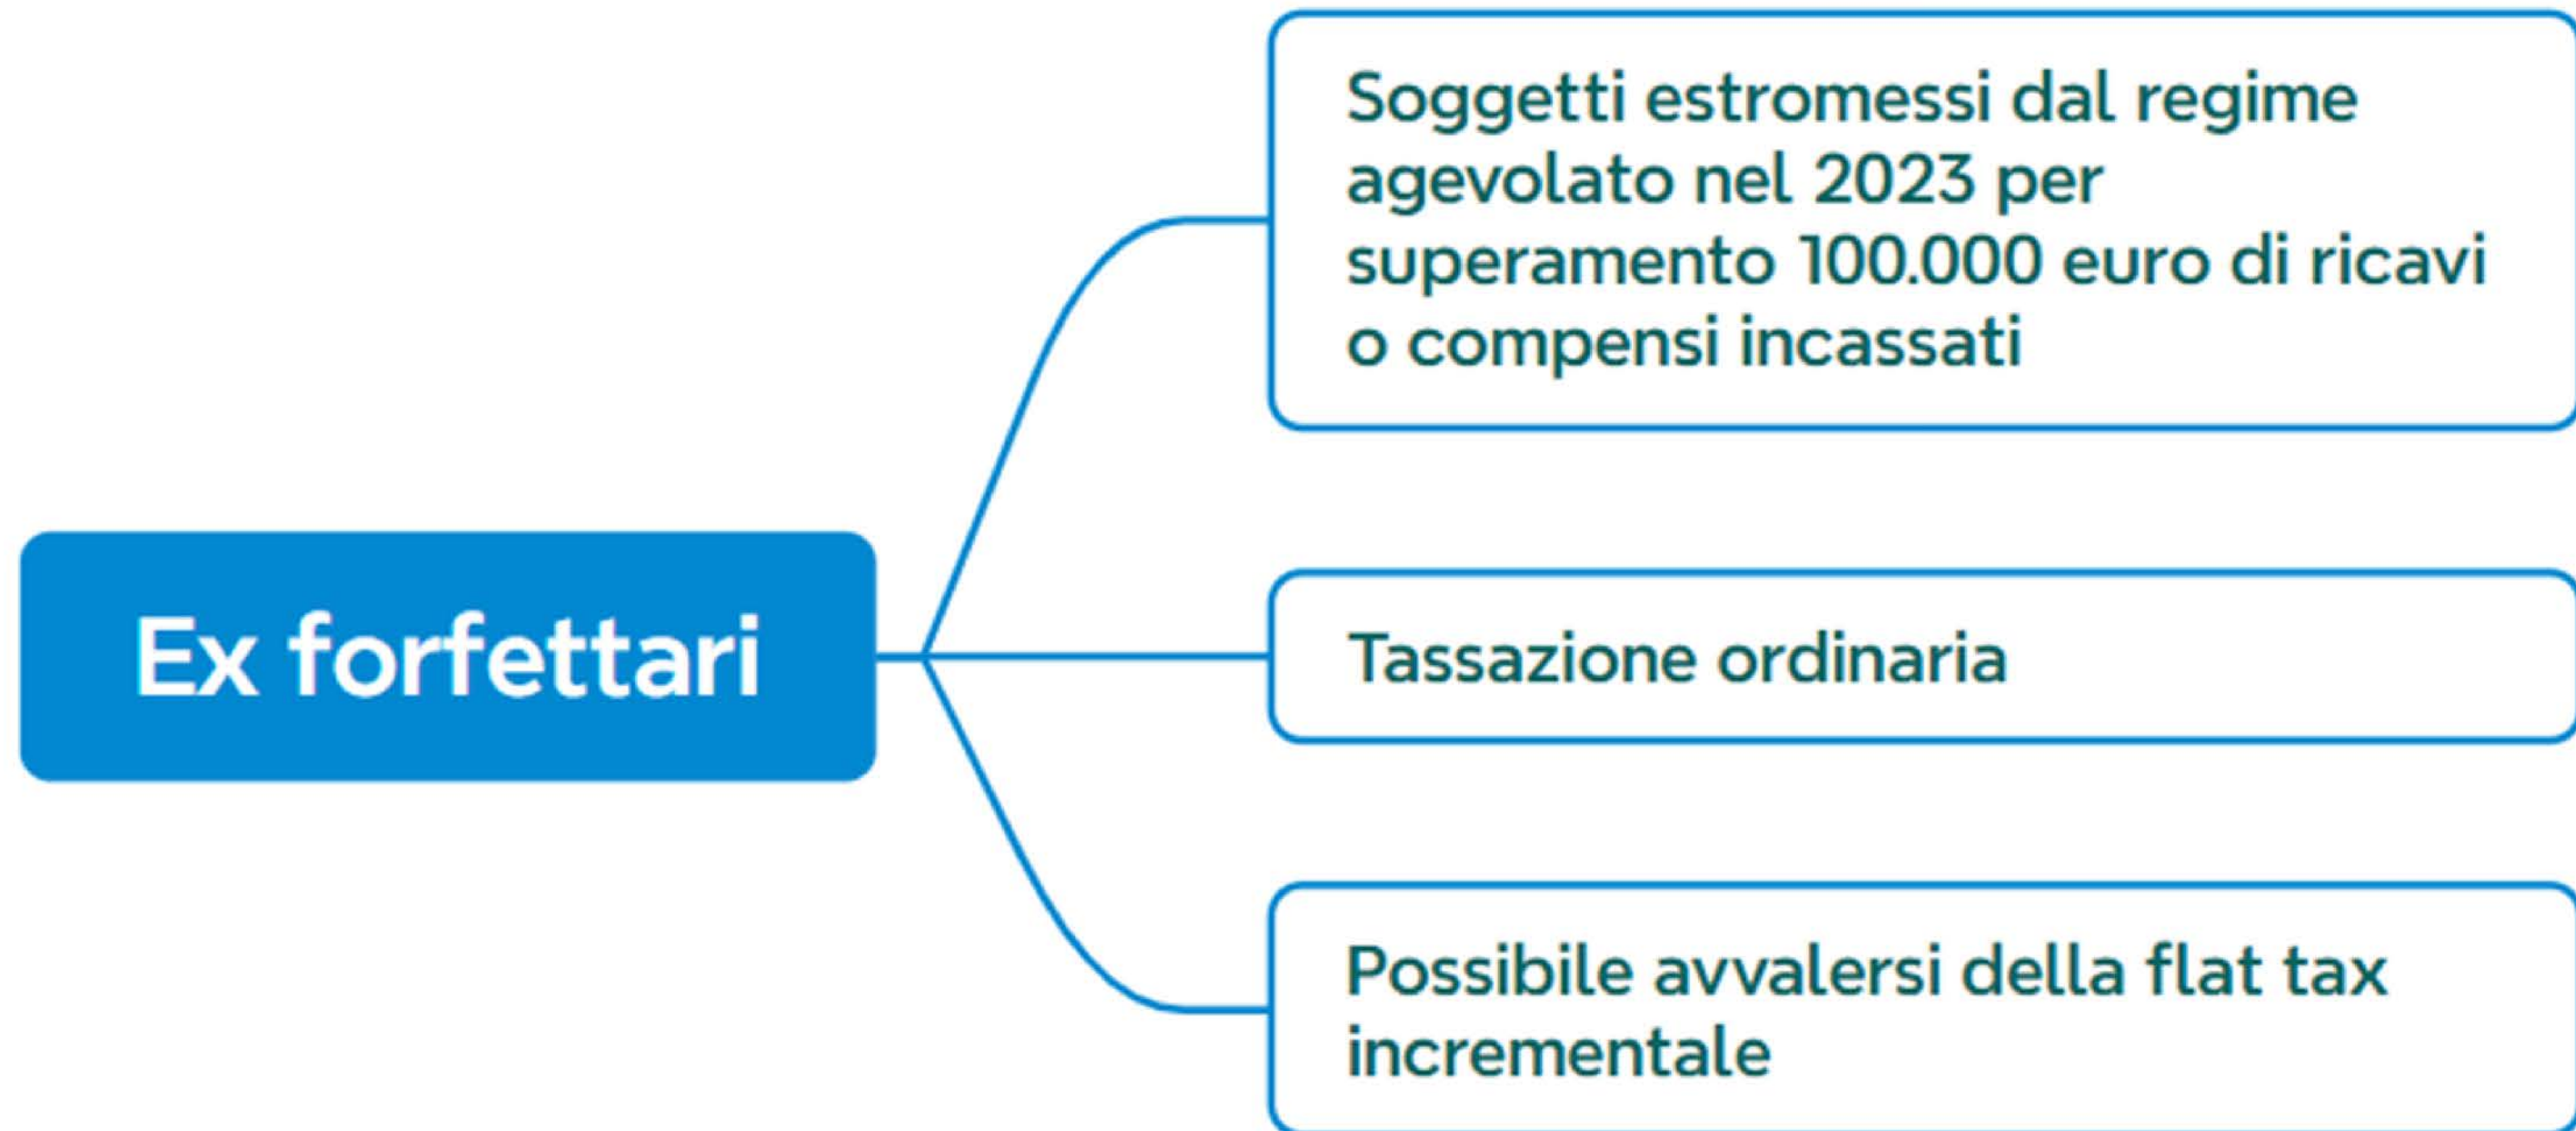 Ex forfettari
Soggetti estromessi dal regime
agevolato nel 2023 per
superamento 100.000 euro di ricavi
o compensi incassati
Tassazione ordinaria
Possibile avvalersi della flat tax
incrementale